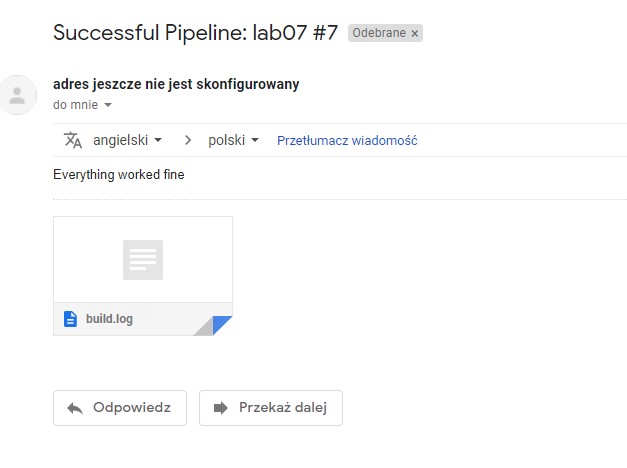 Successful Pipeline: lab07 #7 Odebrane ×
adres jeszcze nie jest skonfigurowany
do mnie
angielski > polski Przetłumacz wiadomość
Everything worked fine
build.log
Odpowiedz Przekaż dalej